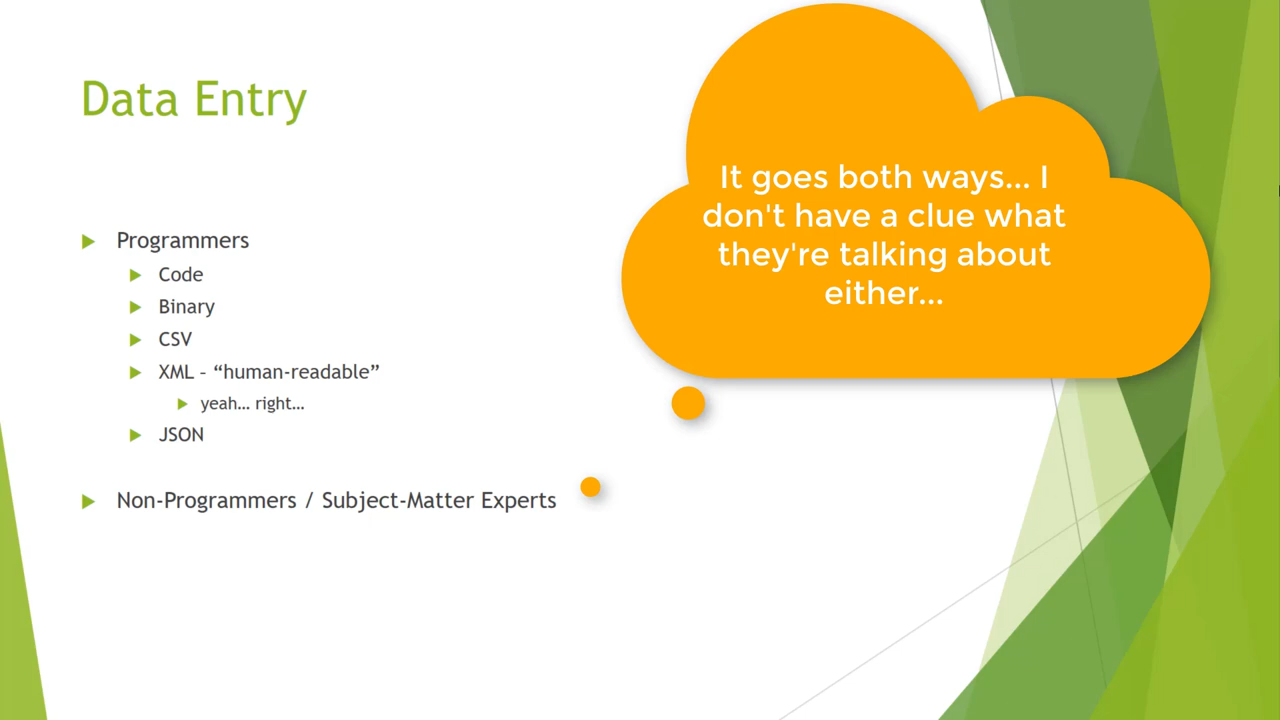 Data Entry
It goes both ways... I
don't have a clue what
they're talking about
either...
Programmers
Code
Binary
CSV
XML - “human-readable”
yeah... right...
JSON
Non-Programmers / Subject-Matter Experts